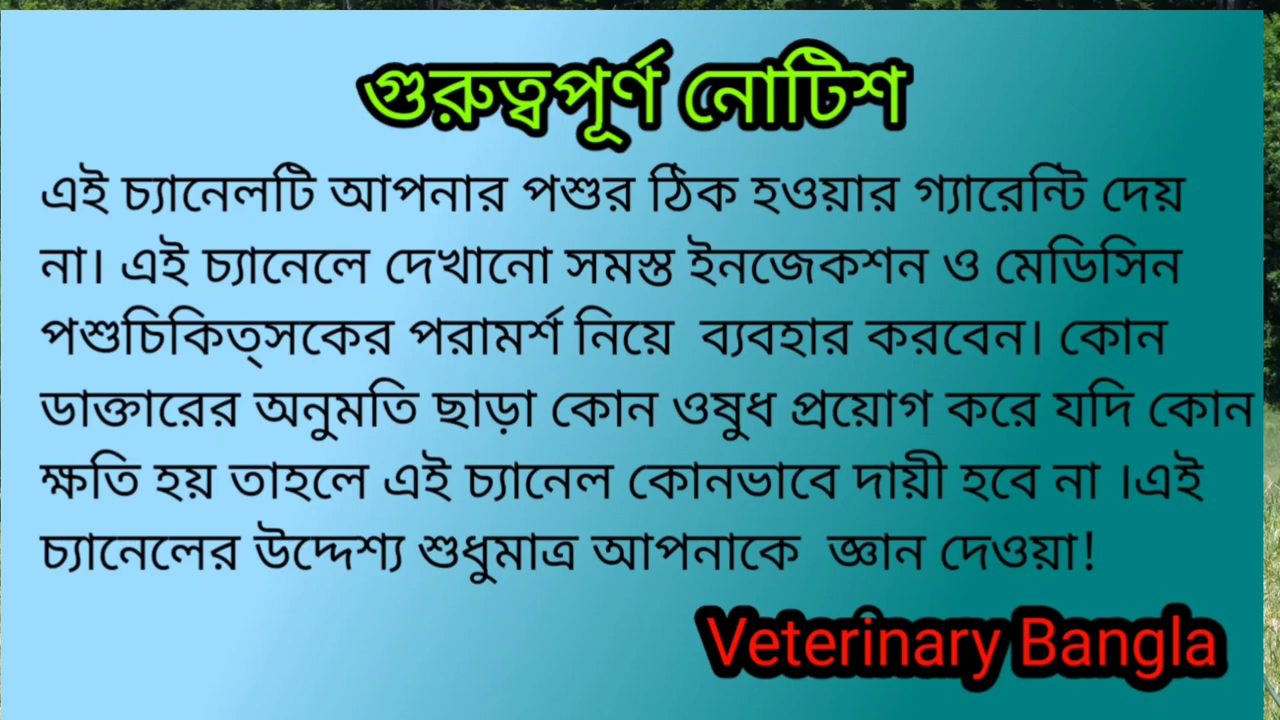 গুরুত্বপূর্ণ নোটিশ
এই চ্যানেলটি আপনার পশুর ঠিক হওয়ার গ্যারেন্টি দেয়
না। এই চ্যানেলে দেখানো সমস্ত ইনজেকশন ও মেডিসিন
পশুচিকিত্সকের পরামর্শ নিয়ে ব্যবহার করবেন। কোন
ডাক্তারের অনুমতি ছাড়া কোন ওষুধ প্রয়োগ করে যদি কোন
ক্ষতি হয় তাহলে এই চ্যানেল কোনভাবে দায়ী হবে না ।এই
চ্যানেলের উদ্দেশ্য শুধুমাত্র আপনাকে জ্ঞান দেওয়া!
Veterinary Bangla